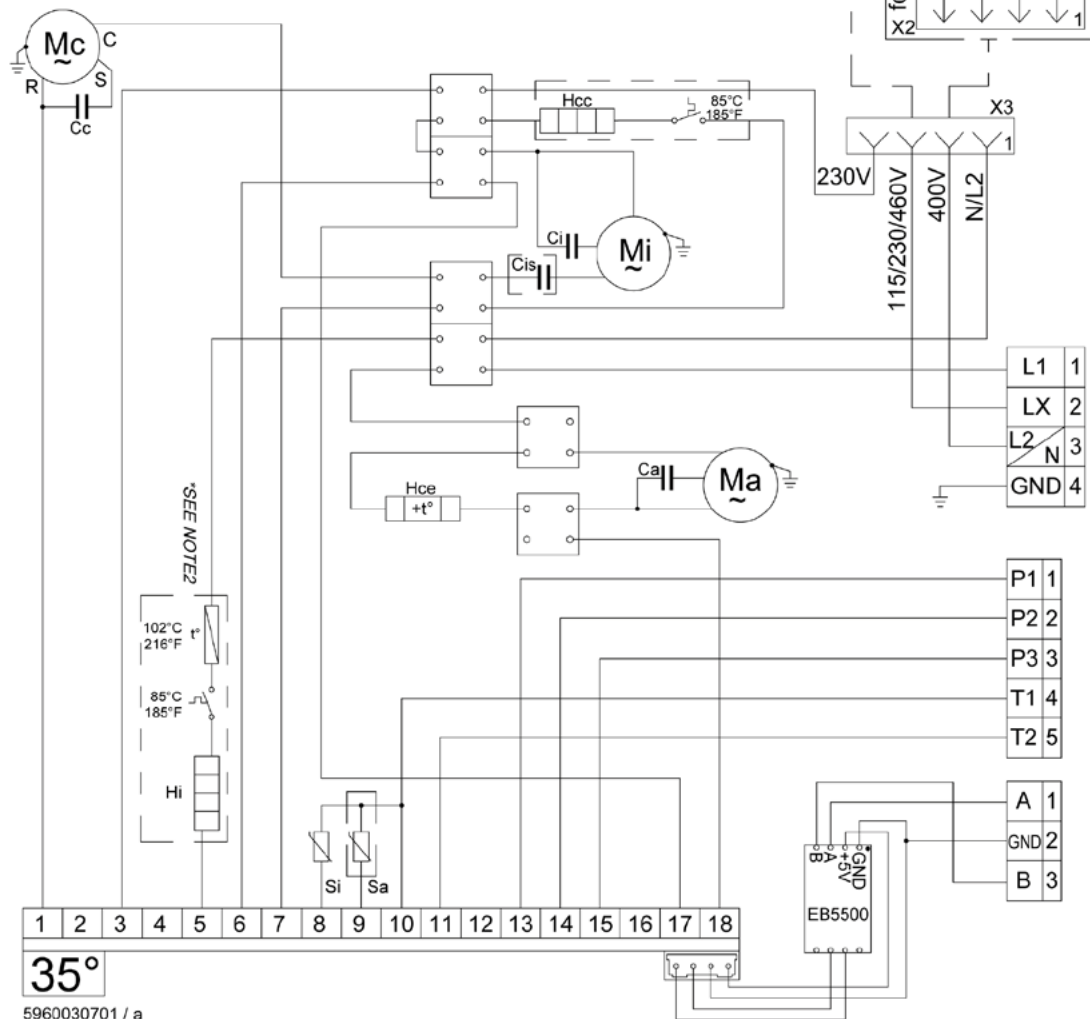 fo
X2
1
Mc
~
C
R
S
Cc
Hcc
85°C
185°F
X3
1
230V
115/230/460V
400V
N/L2
Ci
Mi
~
Cis
L1 1
LX 2
L2/N 3
GND 4
Ca
Ma
~
Hce
+t°
*SEE NOTE2
102°C
216°F
t°
85°C
185°F
Hi
P1 1
P2 2
P3 3
T1 4
T2 5
Si
Sa
A 1
GND 2
B 3
B A +5V GND
EB5500
1 2 3 4 5 6 7 8 9 10 11 12 13 14 15 16 17 18
35°
5960030701 / a